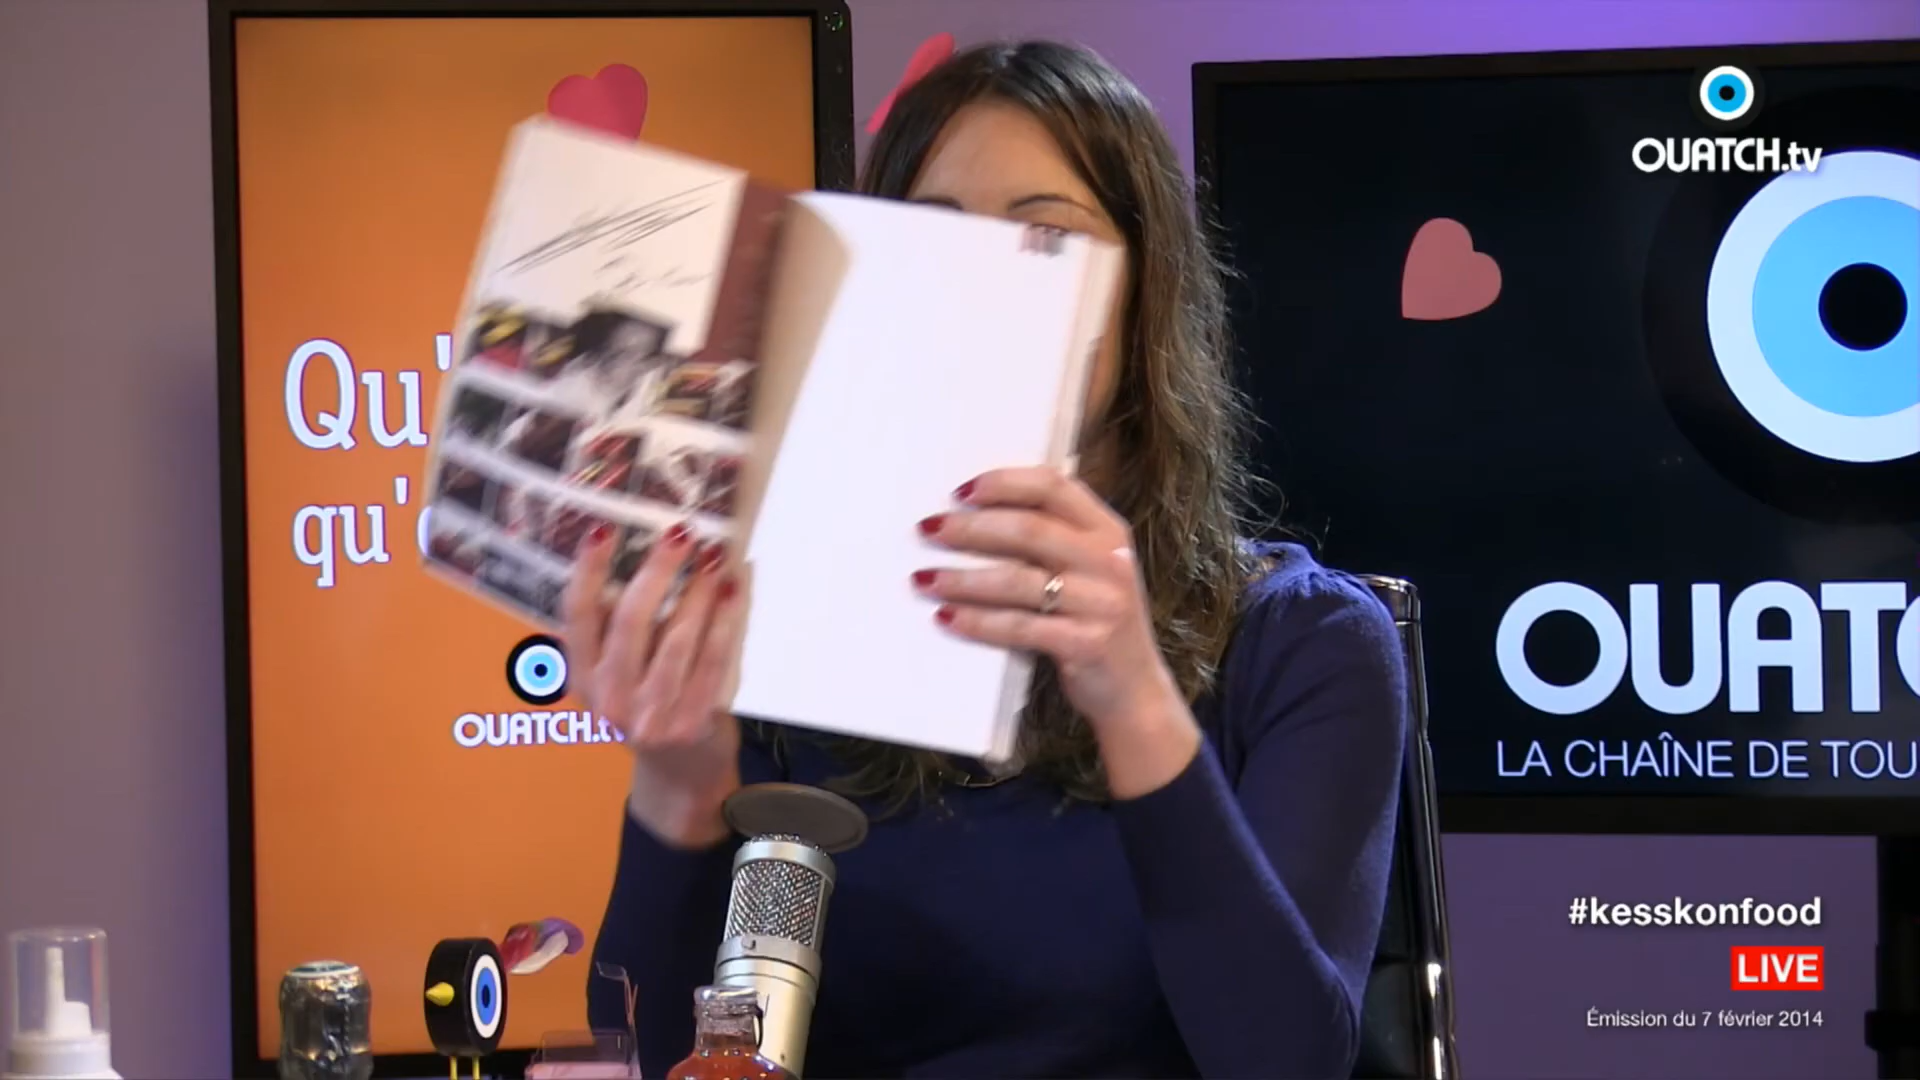 Qu'
qu'
OUATCH.tv
OUATCH.tv
OUATC
LA CHAÎNE DE TOU
#kesskonfood
LIVE
Émission du 7 février 2014